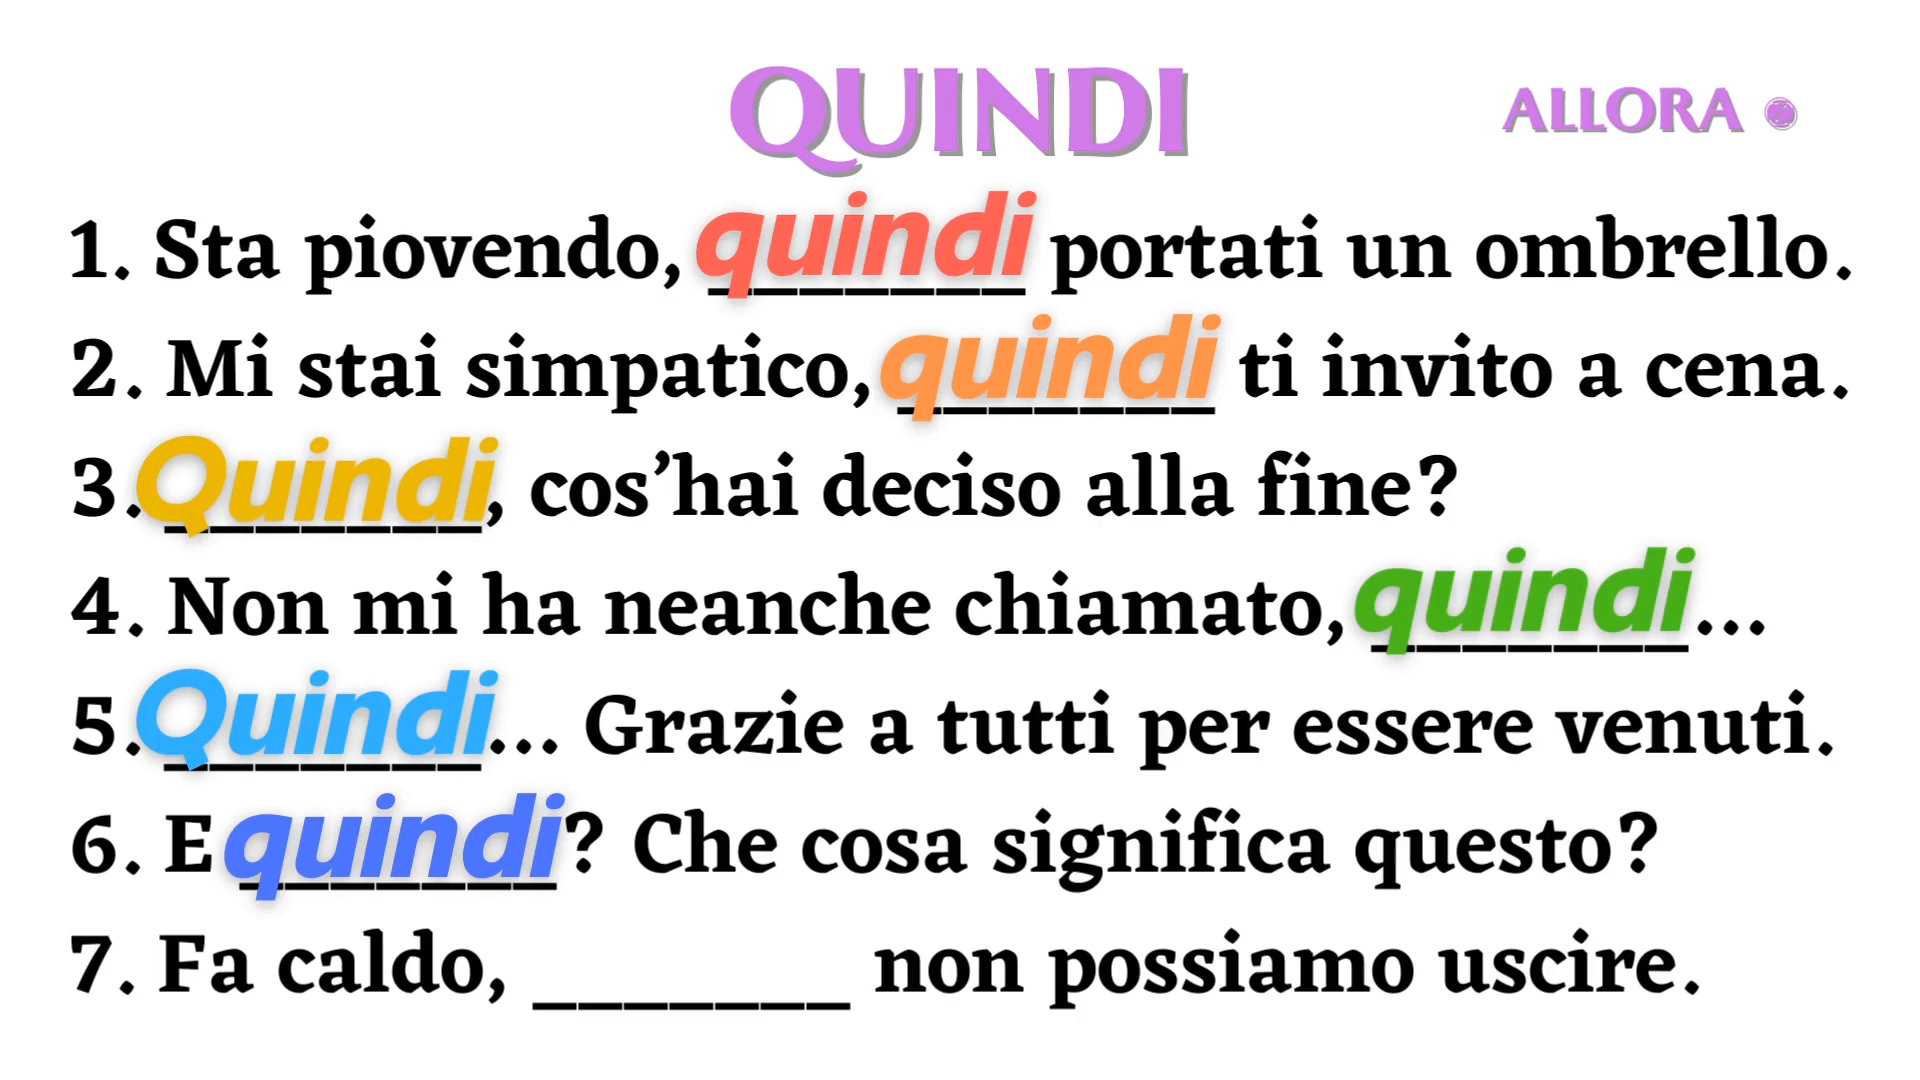 QUINDI
ALLORA
1. Sta piovendo, quindi portati un ombrello.
2. Mi stai simpatico, quindi ti invito a cena.
3. Quindi, cos’hai deciso alla fine?
4. Non mi ha neanche chiamato, quindi...
5. Quindi... Grazie a tutti per essere venuti.
6. E quindi? Che cosa significa questo?
7. Fa caldo, _______ non possiamo uscire.